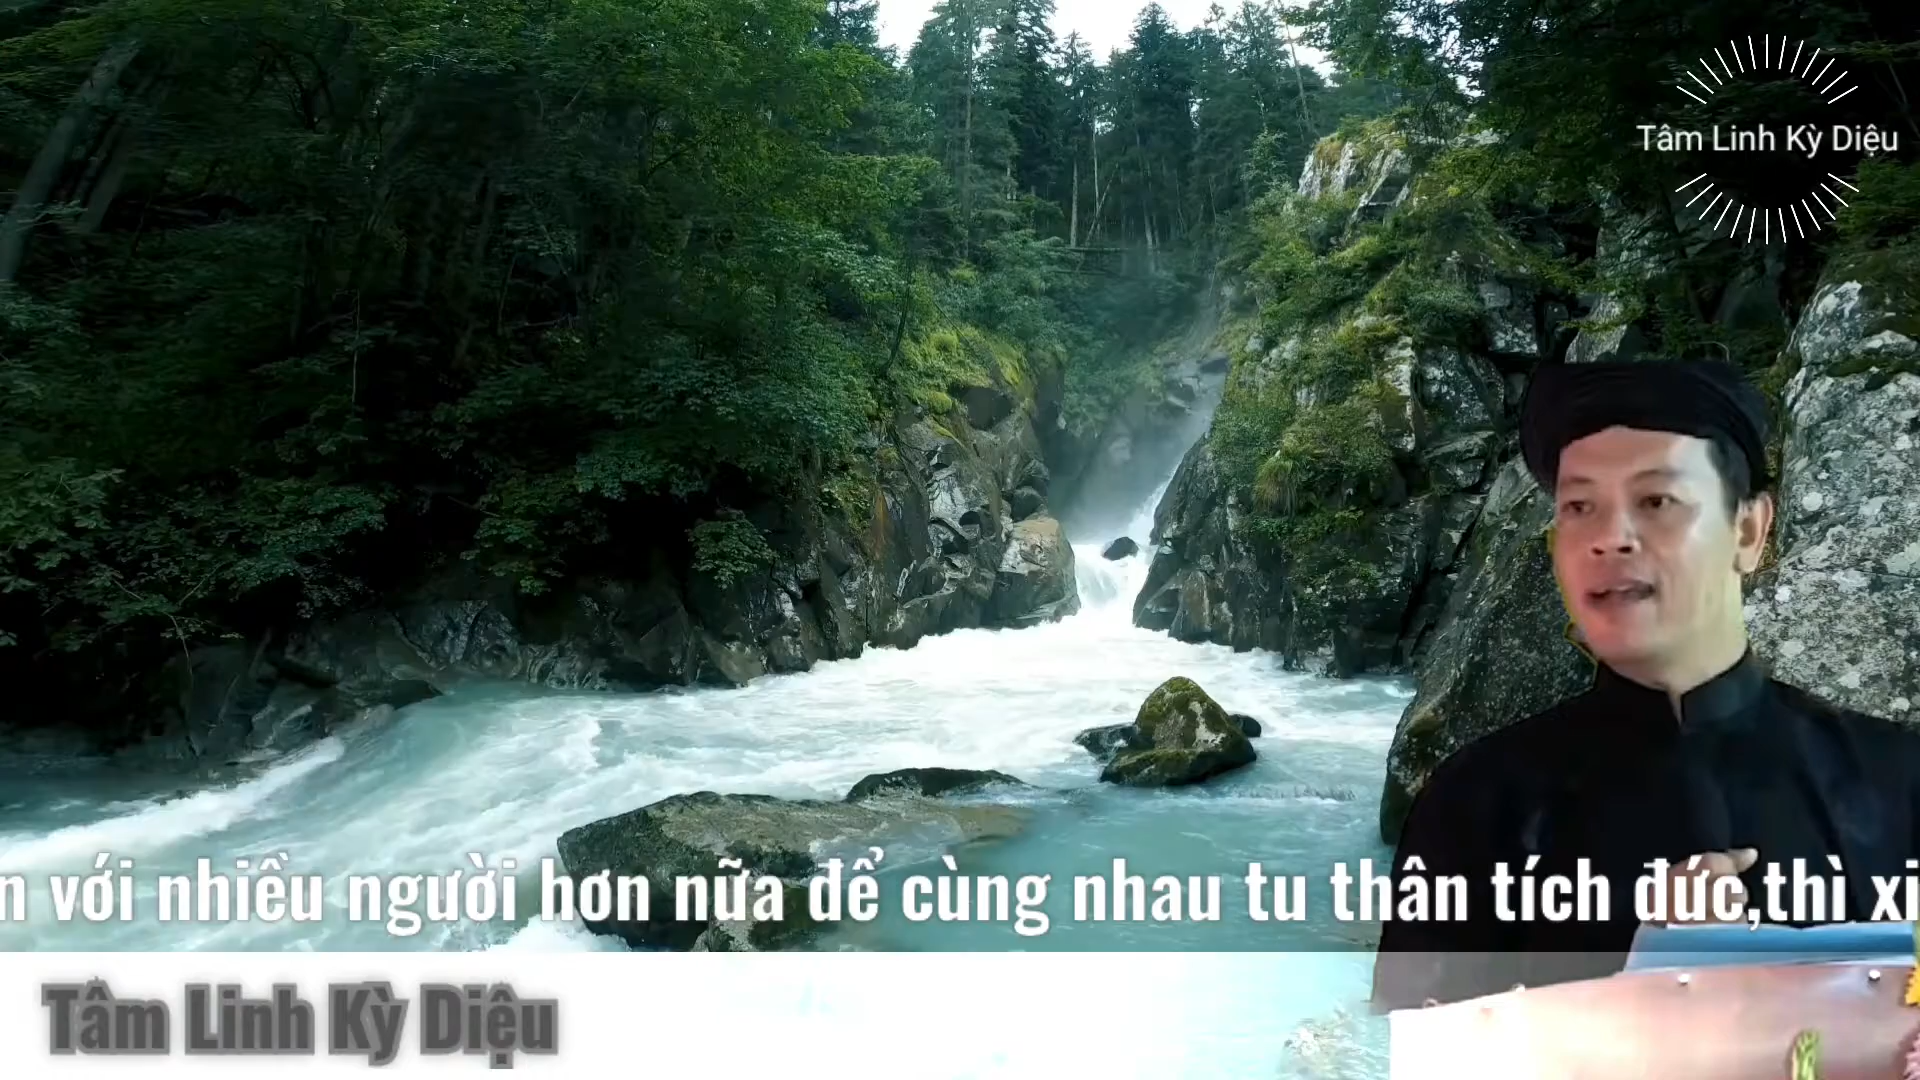 Tâm Linh Kỳ Diệu
với nhiều người hơn nữa để cùng nhau tu thân tích đức,thì
Tâm Linh Kỳ Diệu